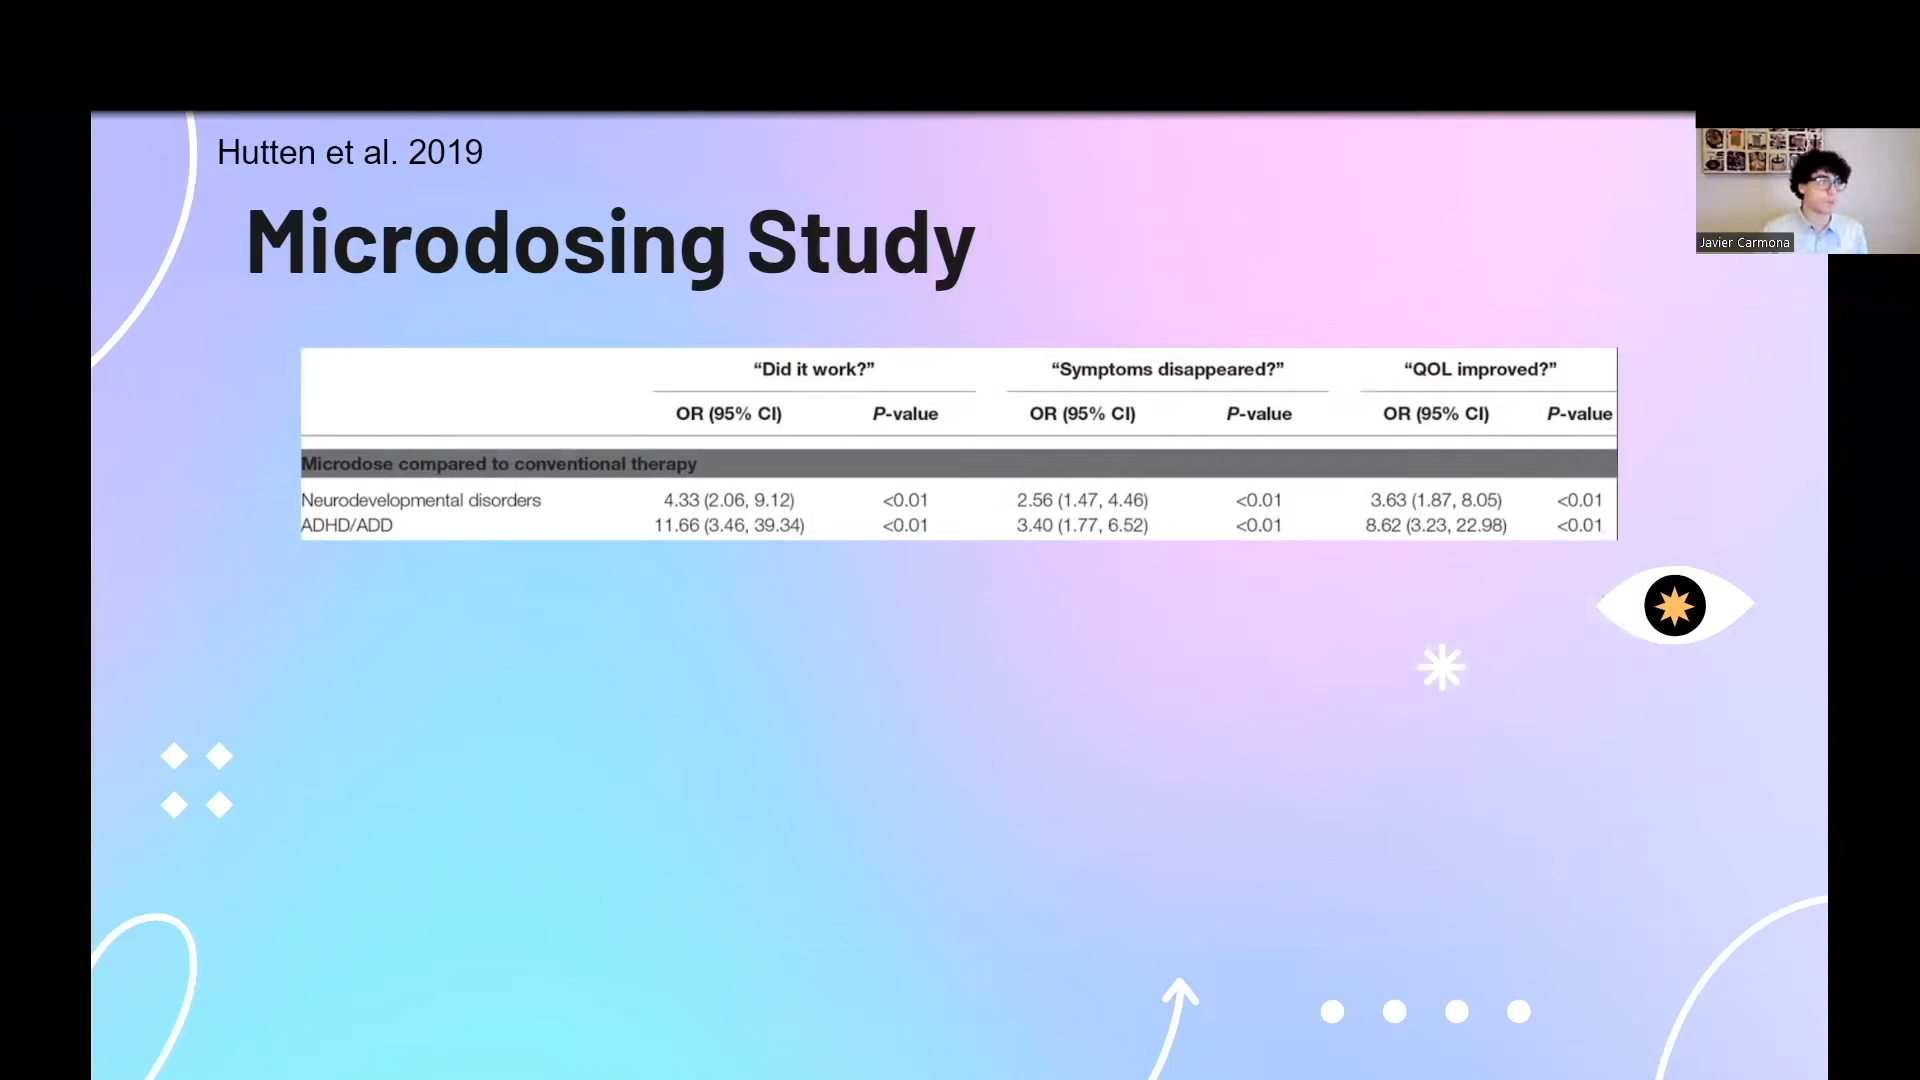 Hutten et al. 2019
Microdosing Study
Javier Carmona
“Did it work?” “Symptoms disappeared?” “QOL improved?”
OR (95% CI) P-value OR (95% CI) P-value OR (95% CI) P-value
Microdose compared to conventional therapy
Neurodevelopmental disorders 4.33 (2.06, 9.12) <0.01 2.56 (1.47, 4.46) <0.01 3.63 (1.87, 8.05) <0.01
ADHD/ADD 11.66 (3.46, 39.34) <0.01 3.40 (1.77, 6.52) <0.01 8.62 (3.23, 22.98) <0.01